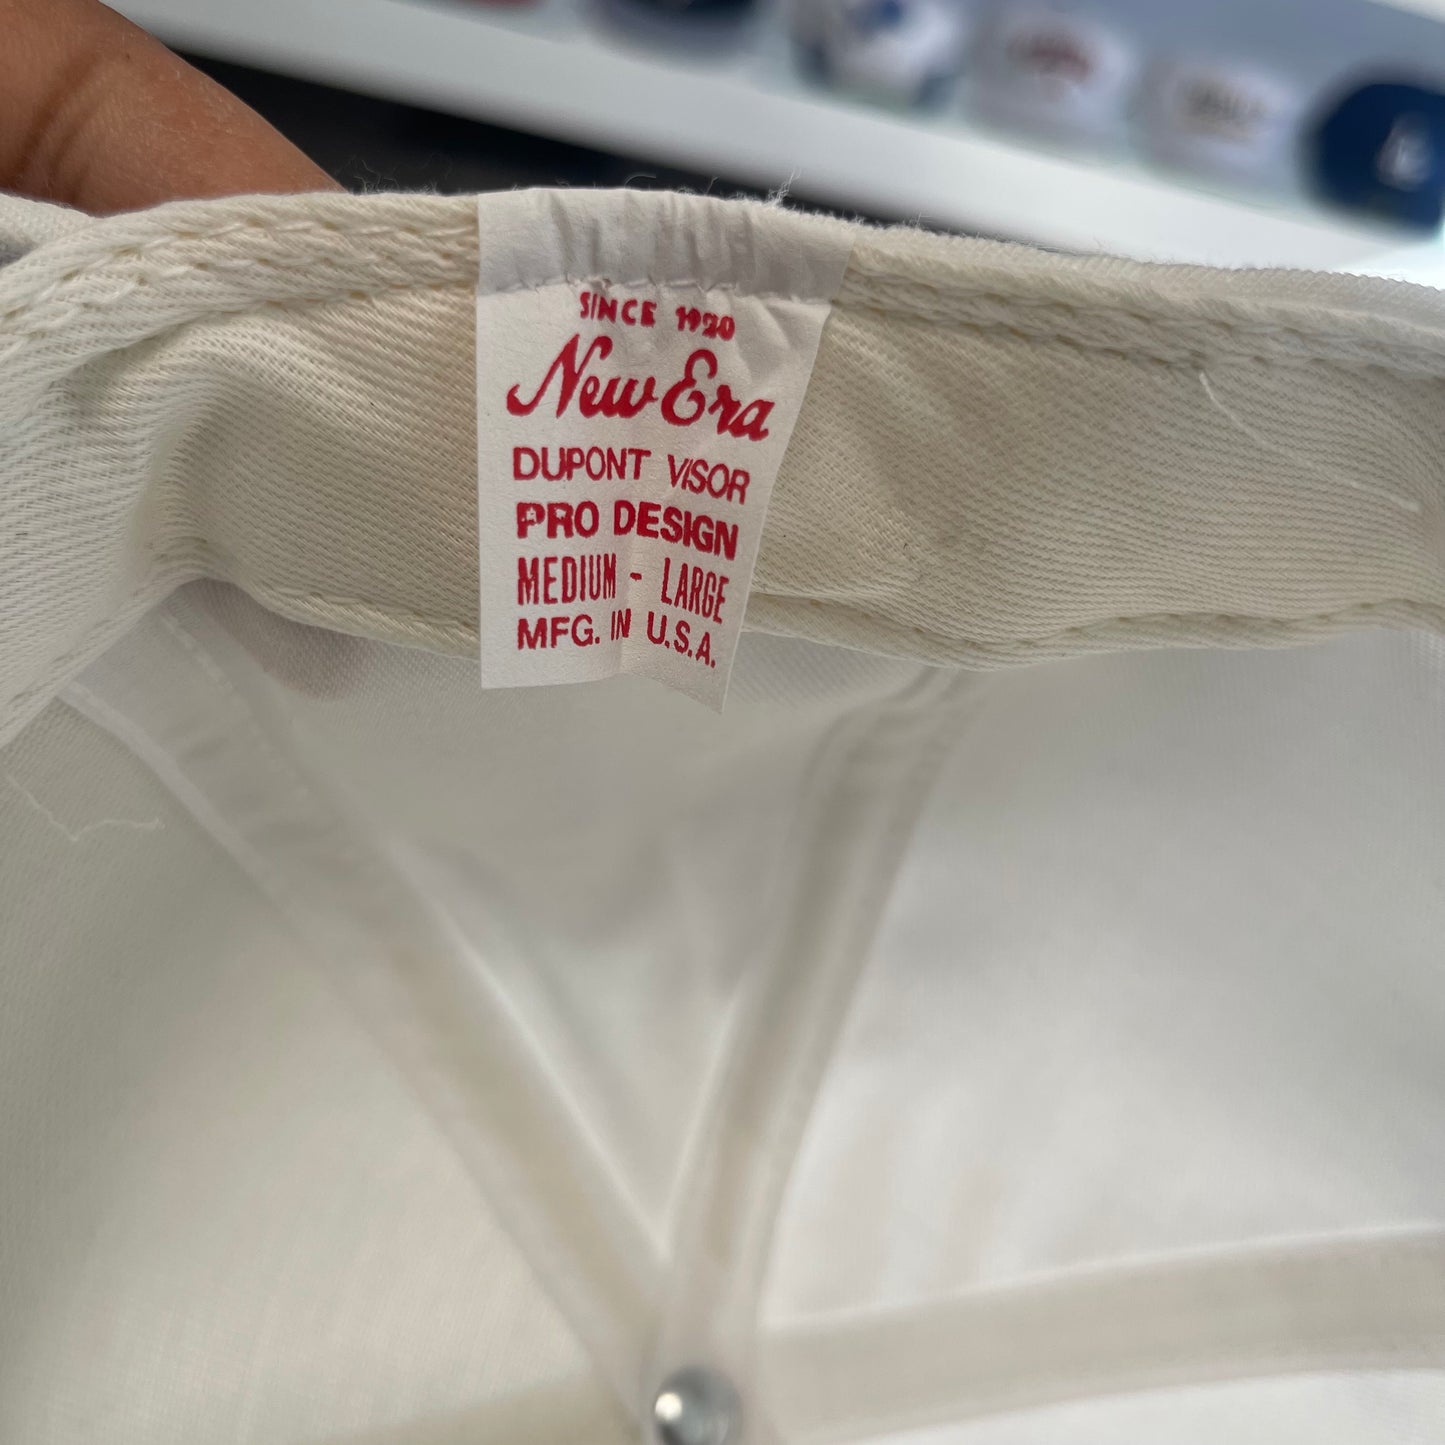 SINCE 1920
New Era
DUPONT VISOR
PRO DESIGN
MEDIUM - LARGE
MFG. IN U.S.A.